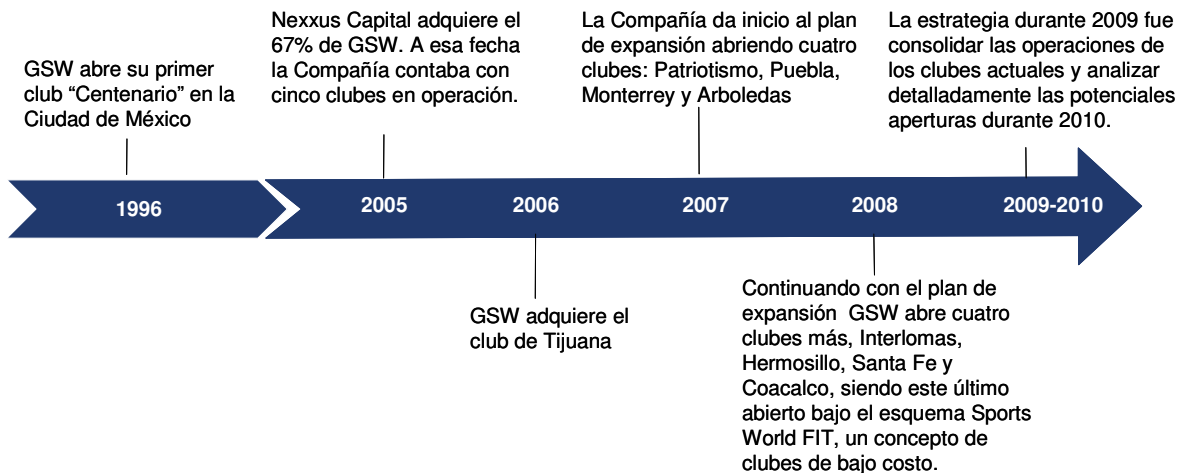 GSW abre su primer
club “Centenario” en la
Ciudad de México
Nexxus Capital adquiere el
67% de GSW. A esa fecha
la Compañía contaba con
cinco clubes en operación.
La Compañía da inicio al plan
de expansión abriendo cuatro
clubes: Patriotismo, Puebla,
Monterrey y Arboledas
La estrategia durante 2009 fue
consolidar las operaciones de
los clubes actuales y analizar
detalladamente las potenciales
aperturas durante 2010.
1996
2005
2006
2007
2008
2009-2010
GSW adquiere el
club de Tijuana
Continuando con el plan de
expansión GSW abre cuatro
clubes más, Interlomas,
Hermosillo, Santa Fe y
Coacalco, siendo este último
abierto bajo el esquema Sports
World FIT, un concepto de
clubes de bajo costo.